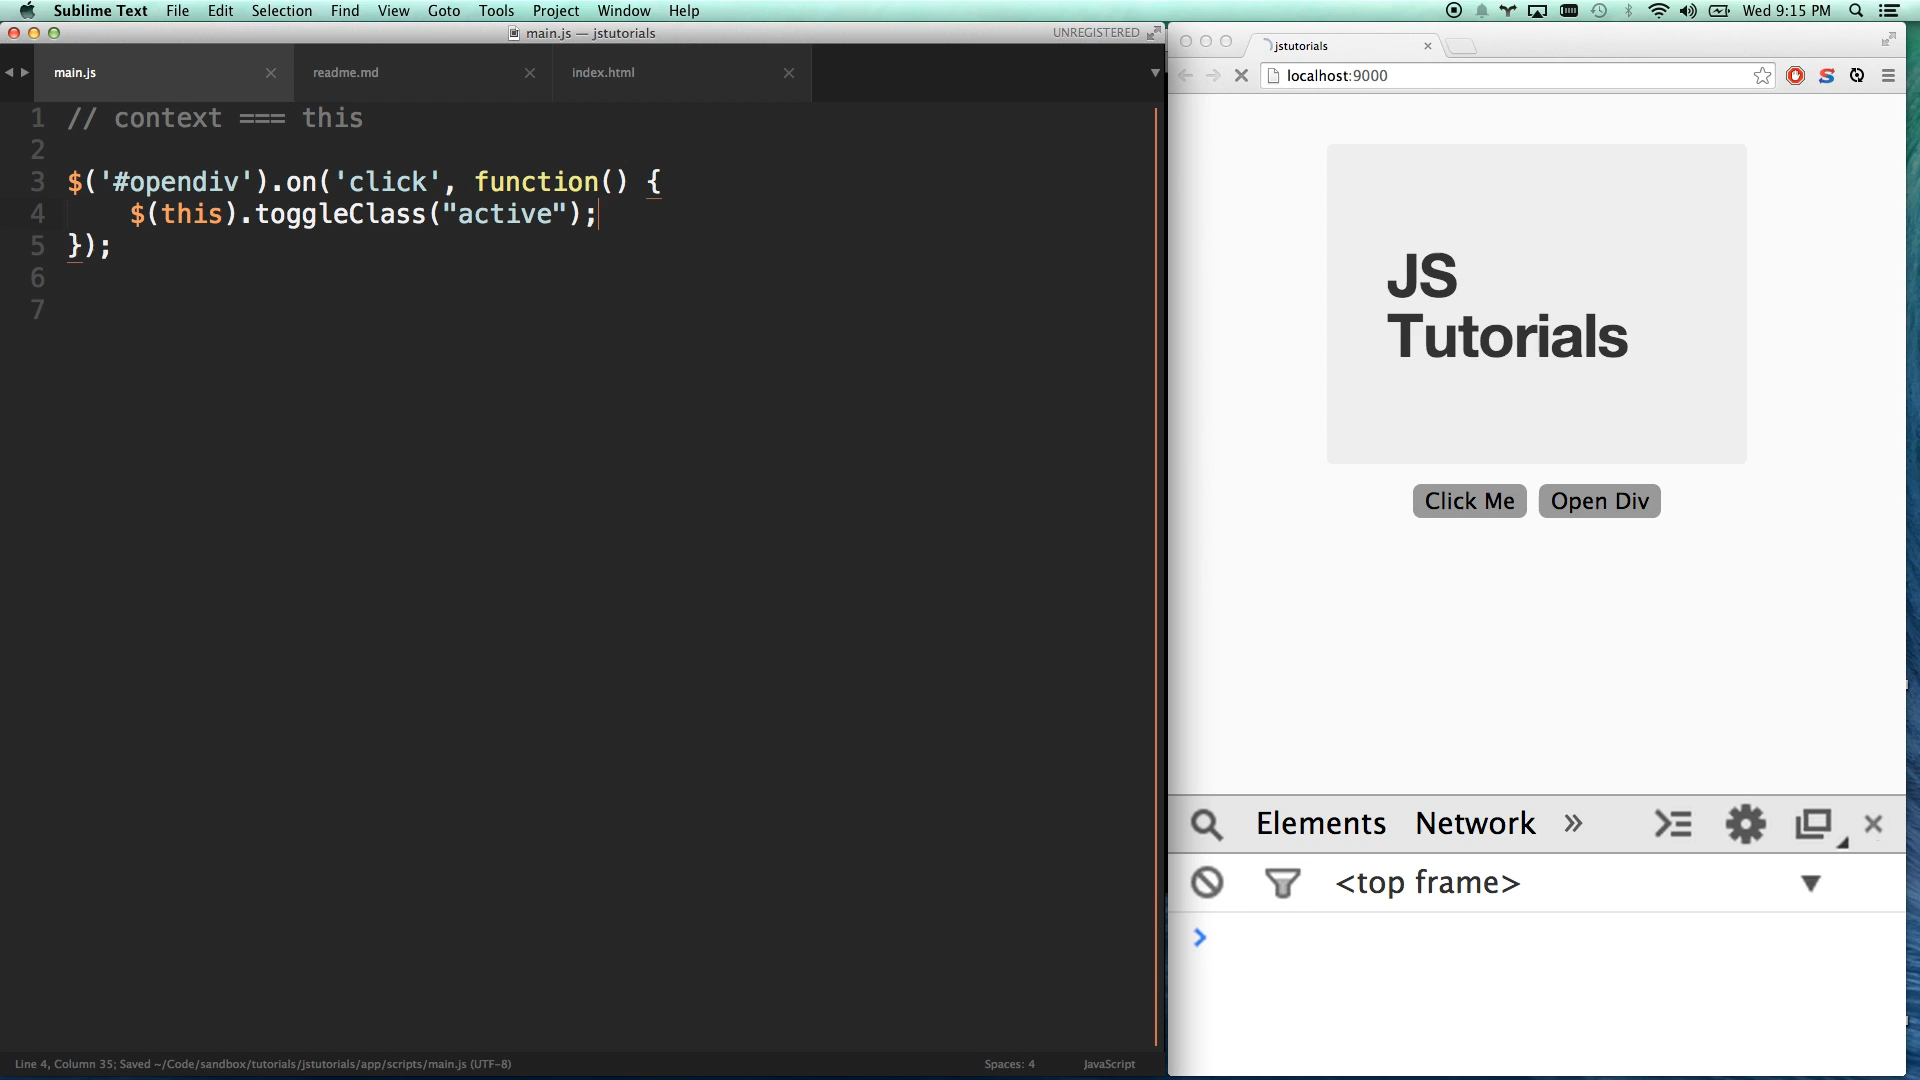 Sublime Text File Edit Selection Find View Goto Tools Project Window Help
Wed 9:15 PM
main.js — jstutorials
UNREGISTERED
main.js
readme.md
index.html
1 // context === this
2
3 $('#opendiv').on('click', function() {
4 $(this).toggleClass("active");
5 });
6
7
Line 4, Column 35; Saved ~/Code/sandbox/tutorials/jstutorials/app/scripts/main.js (UTF-8)
Spaces: 4
JavaScript
jstutorials
localhost:9000
JS
Tutorials
Click Me
Open Div
Elements Network »
<top frame>